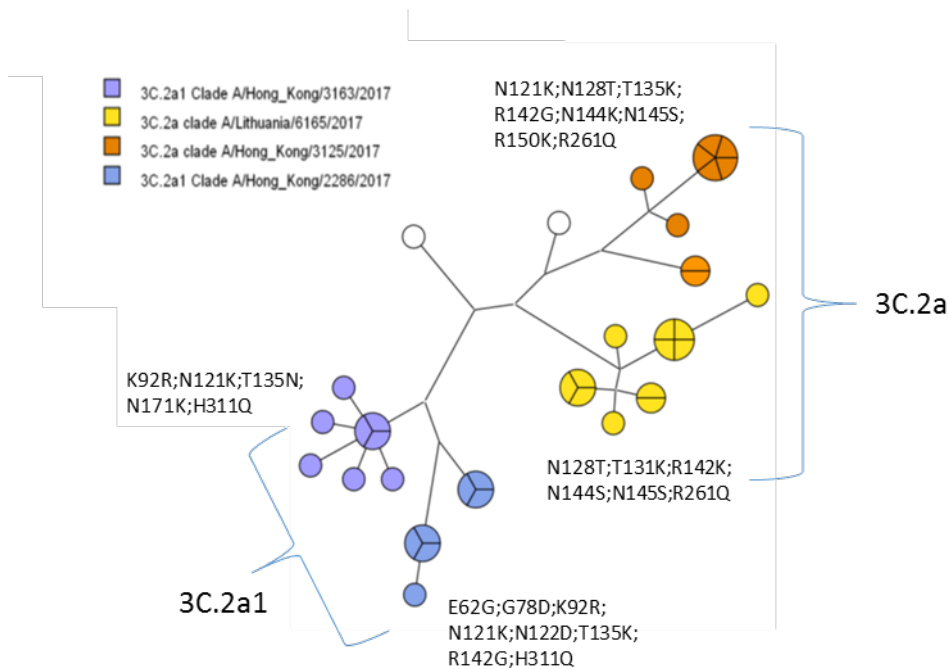 3C.2a1 Clade A/Hong_Kong/3163/2017
3C.2a clade A/Lithuania/6165/2017
3C.2a clade A/Hong_Kong/3125/2017
3C.2a1 Clade A/Hong_Kong/2286/2017
N121K;N128T;T135K;
R142G;N144K;N145S;
R150K;R261Q
3C.2a
K92R;N121K;T135N;
N171K;H311Q
N128T;T131K;R142K;
N144S;N145S;R261Q
3C.2a1
E62G;G78D;K92R;
N121K;N122D;T135K;
R142G;H311Q